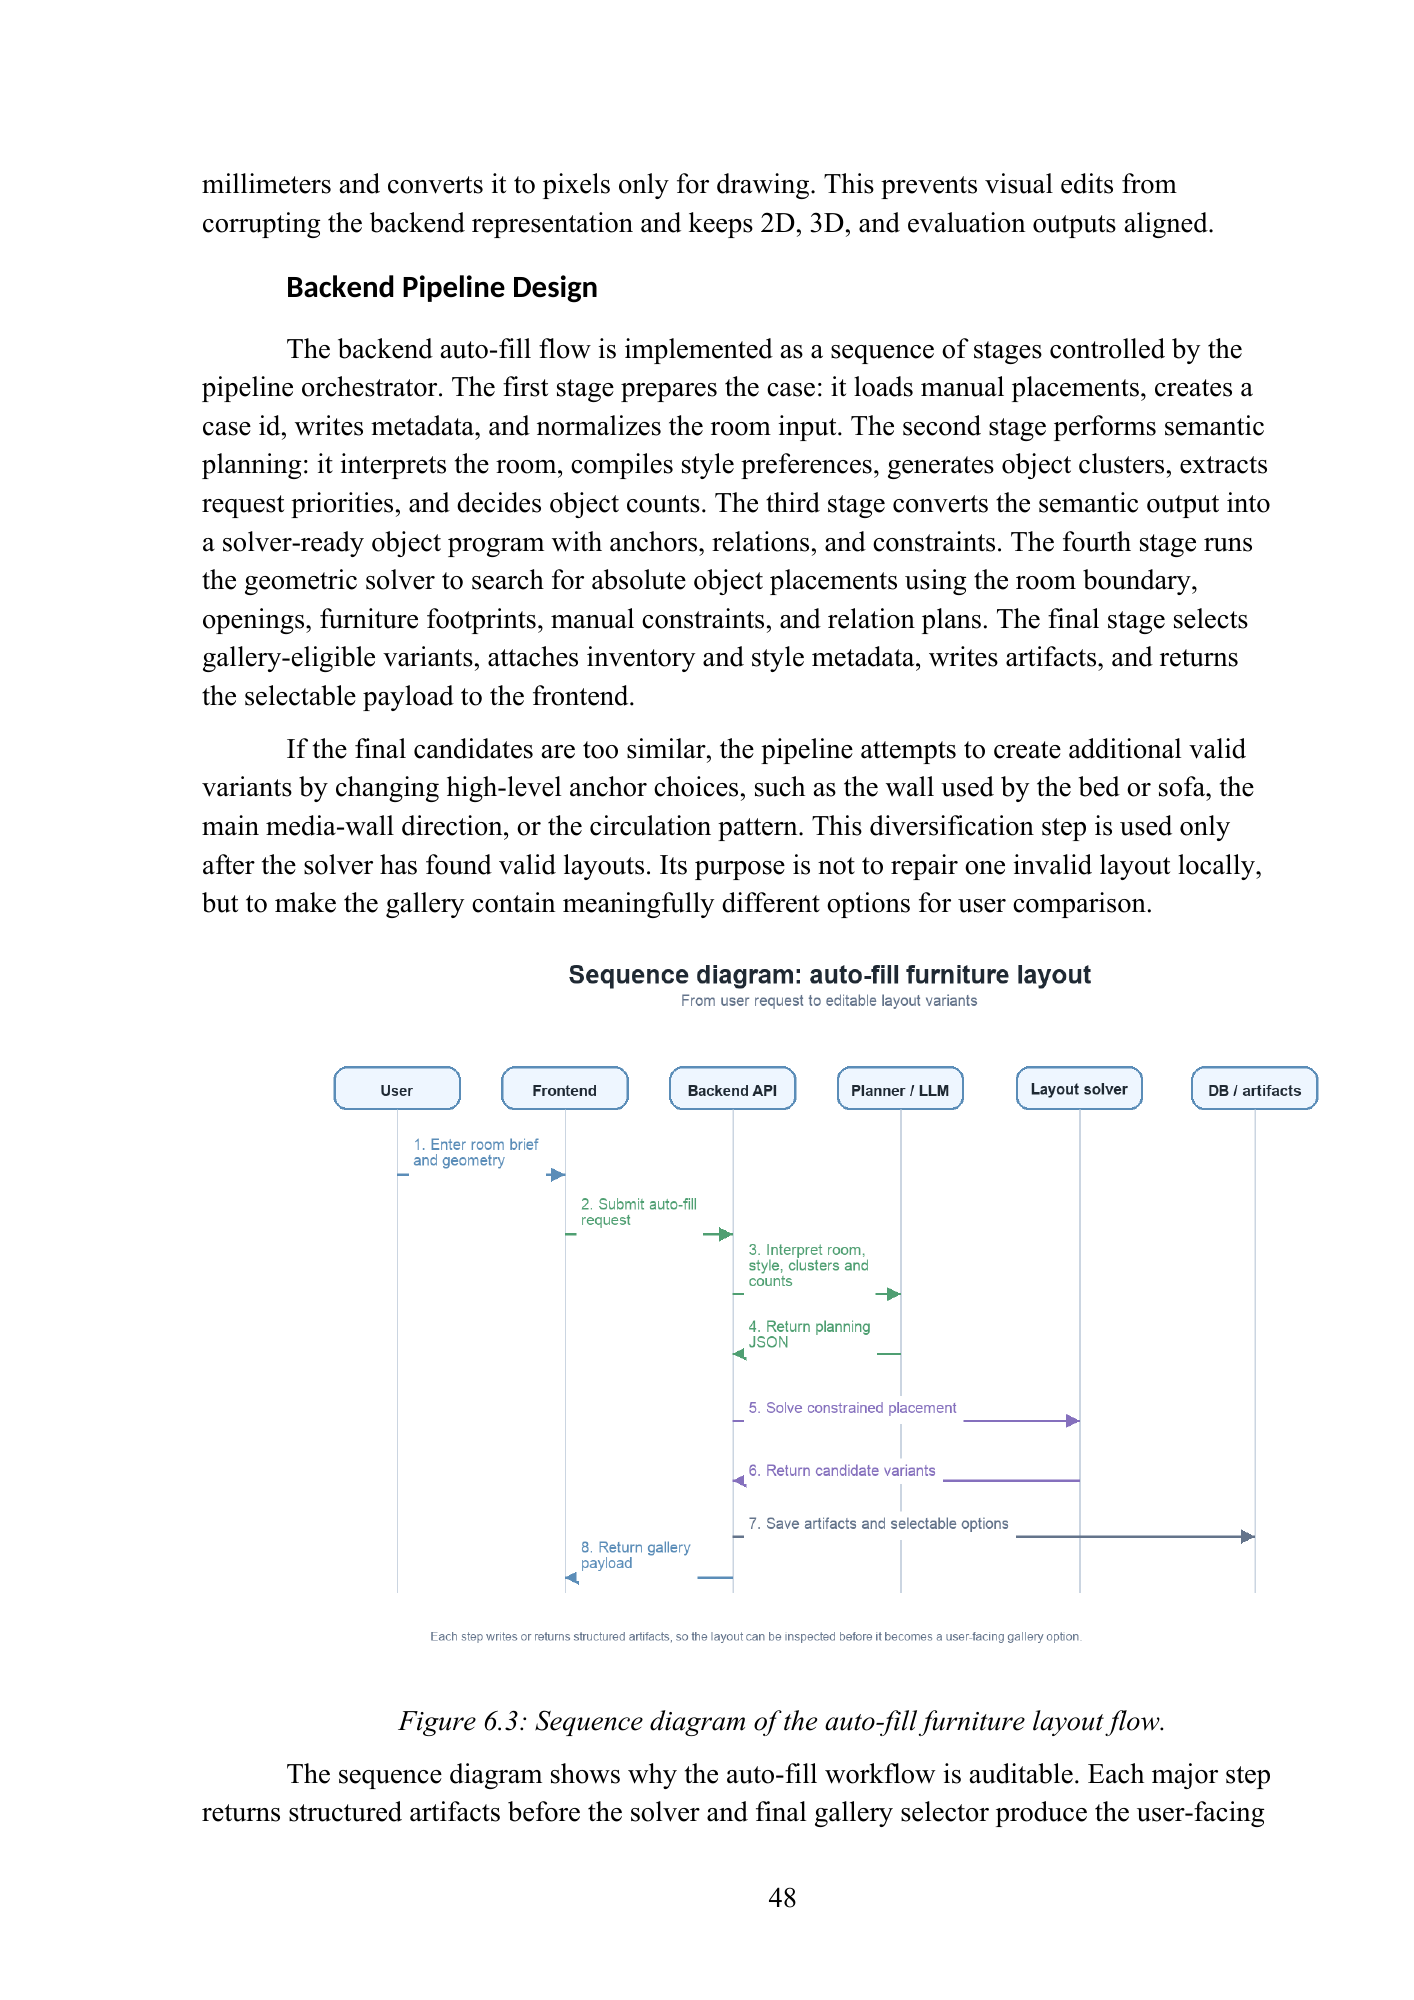 millimeters and converts it to pixels only for drawing. This prevents visual edits from
corrupting the backend representation and keeps 2D, 3D, and evaluation outputs aligned.
Backend Pipeline Design
The backend auto-fill flow is implemented as a sequence of stages controlled by the
pipeline orchestrator. The first stage prepares the case: it loads manual placements, creates a
case id, writes metadata, and normalizes the room input. The second stage performs semantic
planning: it interprets the room, compiles style preferences, generates object clusters, extracts
request priorities, and decides object counts. The third stage converts the semantic output into
a solver-ready object program with anchors, relations, and constraints. The fourth stage runs
the geometric solver to search for absolute object placements using the room boundary,
openings, furniture footprints, manual constraints, and relation plans. The final stage selects
gallery-eligible variants, attaches inventory and style metadata, writes artifacts, and returns
the selectable payload to the frontend.
If the final candidates are too similar, the pipeline attempts to create additional valid
variants by changing high-level anchor choices, such as the wall used by the bed or sofa, the
main media-wall direction, or the circulation pattern. This diversification step is used only
after the solver has found valid layouts. Its purpose is not to repair one invalid layout locally,
but to make the gallery contain meaningfully different options for user comparison.
Sequence diagram: auto-fill furniture layout
From user request to editable layout variants
User
Frontend
Backend API
Planner / LLM
Layout solver
DB / artifacts
1. Enter room brief
and geometry
2. Submit auto-fill
request
3. Interpret room,
style, clusters and
counts
4. Return planning
JSON
5. Solve constrained placement
6. Return candidate variants
7. Save artifacts and selectable options
8. Return gallery
payload
Each step writes or returns structured artifacts, so the layout can be inspected before it becomes a user-facing gallery option.
Figure 6.3: Sequence diagram of the auto-fill furniture layout flow.
The sequence diagram shows why the auto-fill workflow is auditable. Each major step
returns structured artifacts before the solver and final gallery selector produce the user-facing
48